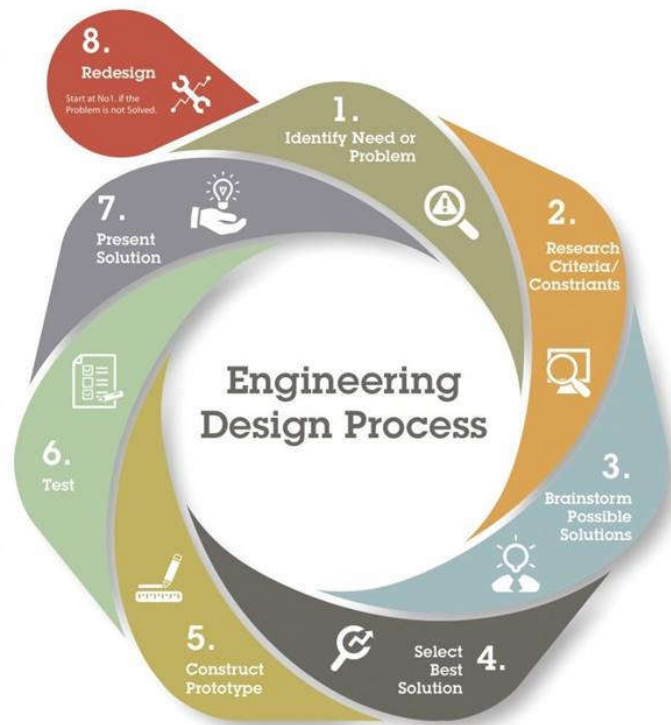 8.
Redesign
Start at No1. if the
Problem is not Solved.
1.
Identify Need or
Problem
2.
Research
Criteria/
Constriants
3.
Brainstorm
Possible
Solutions
4.
Select
Best
Solution
5.
Construct
Prototype
6.
Test
7.
Present
Solution
Engineering
Design Process